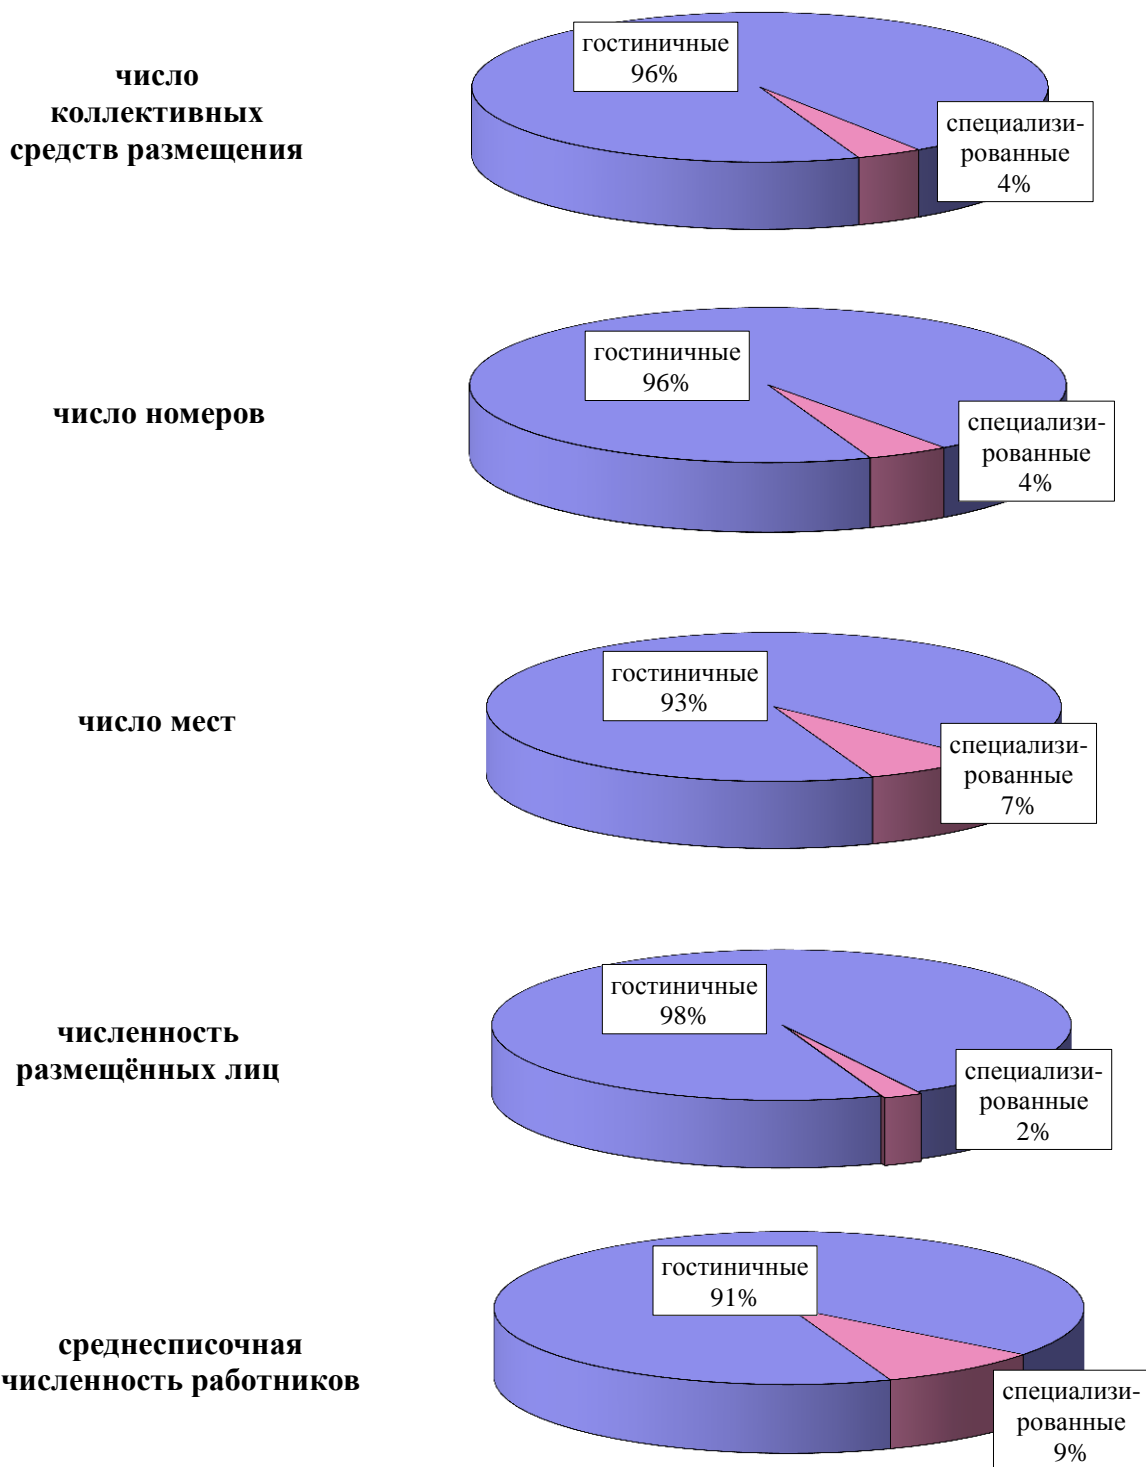 число
коллективных
средств размещения
гостиничные
96%
специализи-
рованные
4%
число номеров
гостиничные
96%
специализи-
рованные
4%
число мест
гостиничные
93%
специализи-
рованные
7%
численность
размещённых лиц
гостиничные
98%
специализи-
рованные
2%
среднесписочная
численность работников
гостиничные
91%
специализи-
рованные
9%